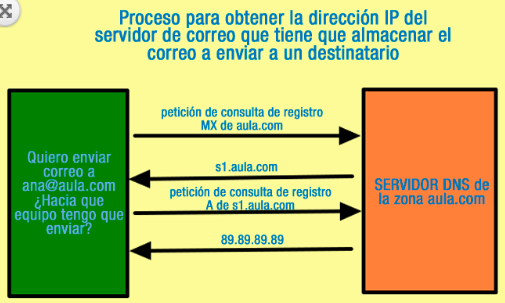 Proceso para obtener la dirección IP del
servidor de correo que tiene que almacenar el
correo a enviar a un destinatario
Quiero enviar
correo a
ana@aula.com
¿Hacia que
equipo tengo que
enviar?
petición de consulta de registro
MX de aula.com
s1.aula.com
petición de consulta de registro
A de s1.aula.com
89.89.89.89
SERVIDOR DNS de
la zona aula.com